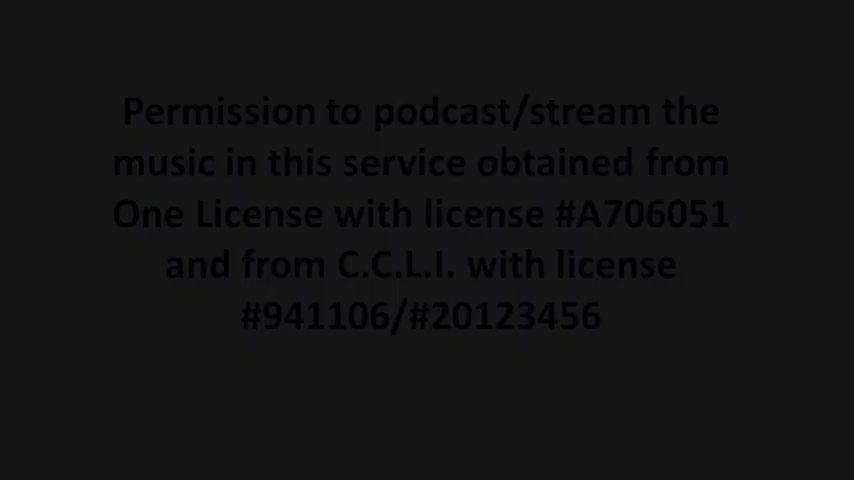 Permission to podcast/stream the
music in this service obtained from
One License with license #A706051
and from C.C.L.I. with license
#941106/#20123456